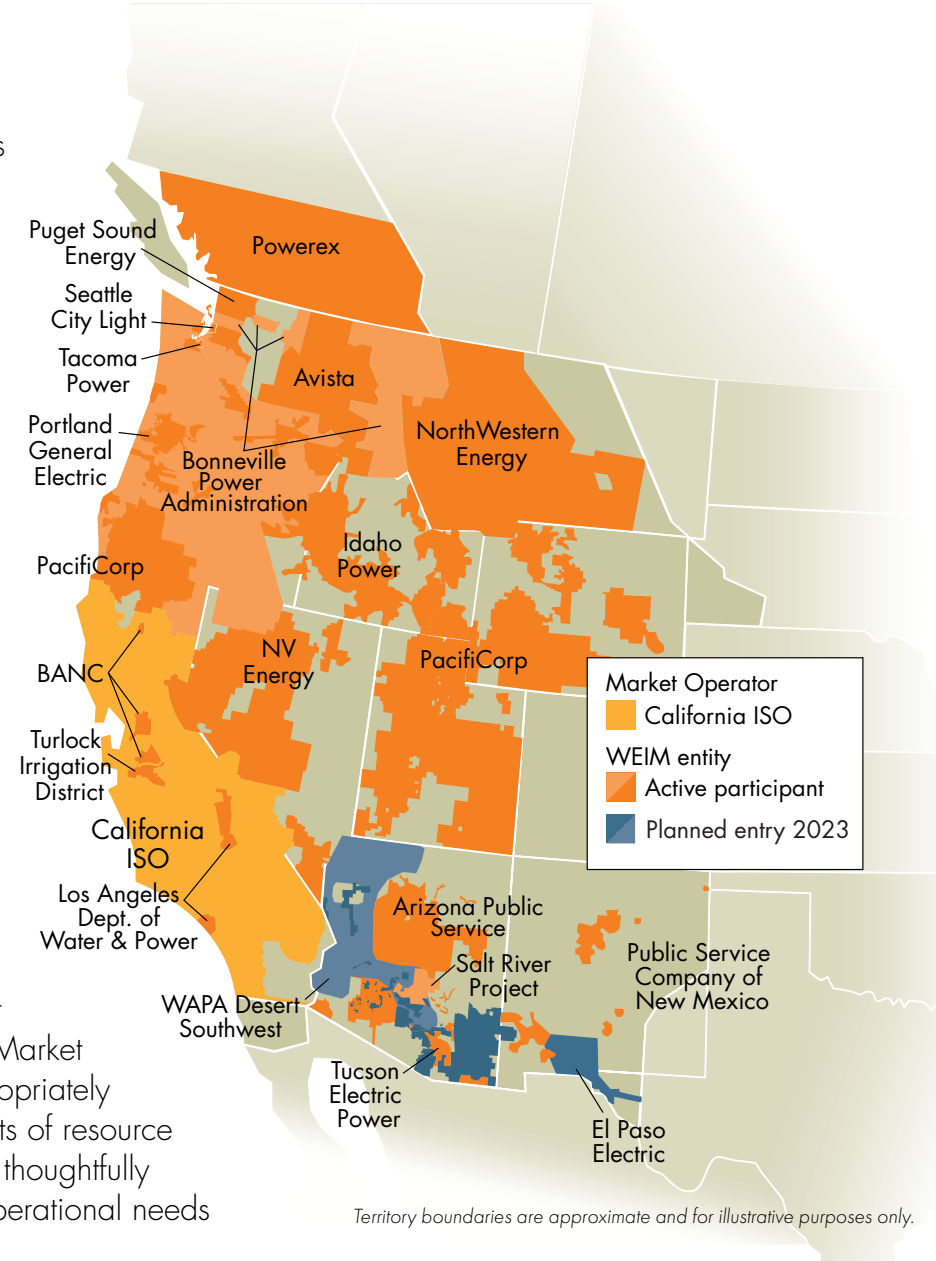 s
Puget Sound
Energy
Powerex
Seattle
City Light
Tacoma
Power
Avista
Portland
General
Electric
NorthWestern
Energy
Bonneville
Power
Administration
Idaho
Power
PacifiCorp
NV
Energy
PacifiCorp
BANC
Market Operator
California ISO
WEIM entity
Active participant
Planned entry 2023
Turlock
Irrigation
District
California
ISO
Los Angeles
Dept. of
Water & Power
Arizona Public
Service
Salt River
Project
Public Service
Company of
New Mexico
WAPA Desert
Southwest
Tucson
Electric
Power
El Paso
Electric
Market
opriately
ts of resource
thoughtfully
perational needs
Territory boundaries are approximate and for illustrative purposes only.